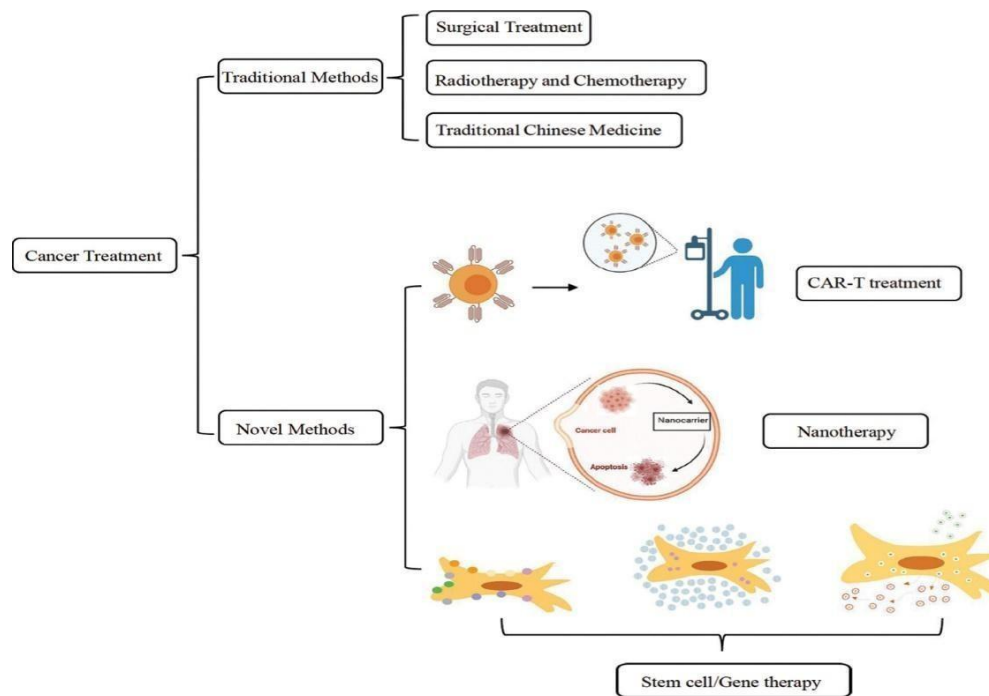 Surgical Treatment
Traditional Methods
Radiotherapy and Chemotherapy
Traditional Chinese Medicine
Cancer Treatment
CAR-T treatment
Novel Methods
Cancer cell
Nanocarrier
Apoptosis
Nanotherapy
Stem cell/Gene therapy